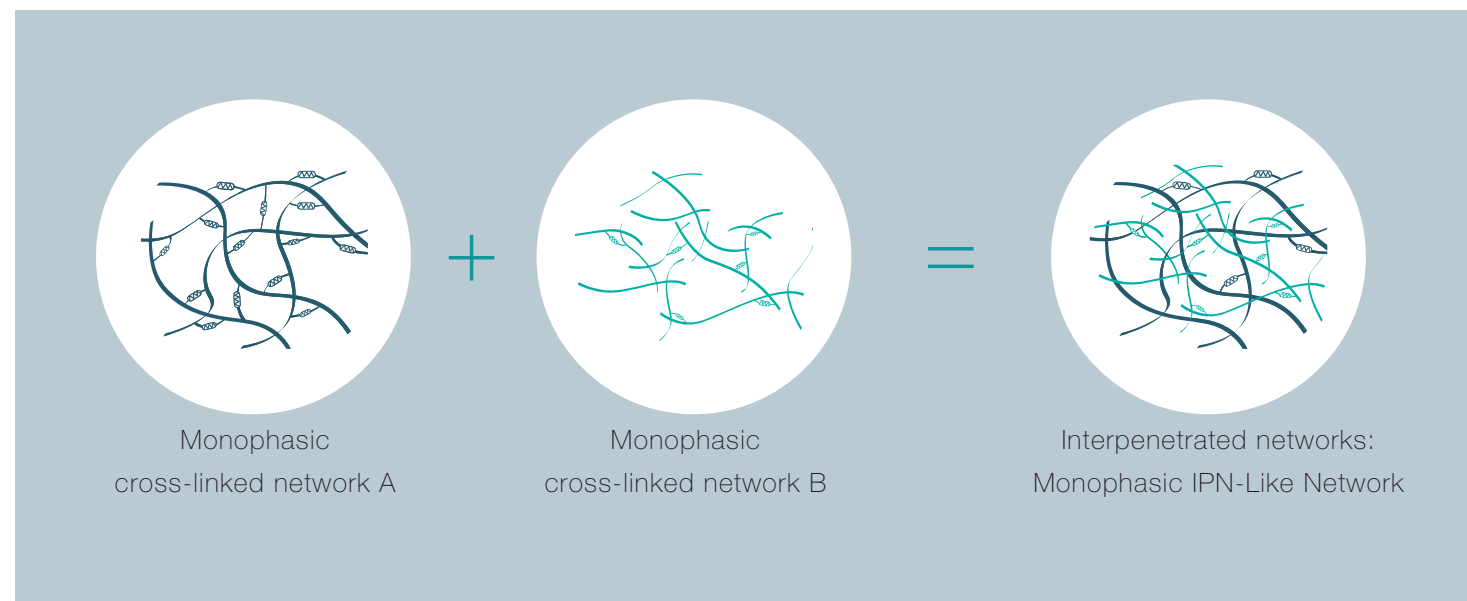 Monophasic
cross-linked network A
+
Monophasic
cross-linked network B
=
Interpenetrated networks:
Monophasic IPN-Like Network